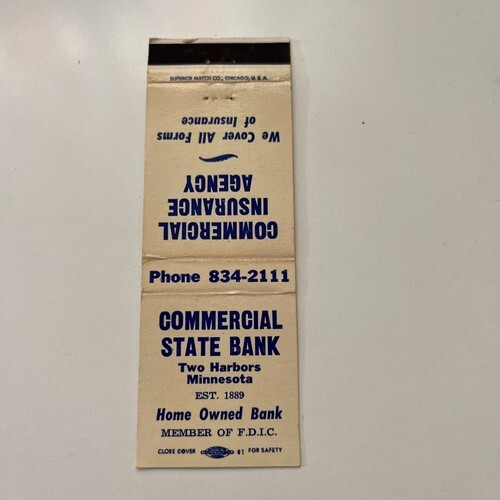 SUPERIOR MATCH CO., CHICAGO, U.S.A.
COMMERCIAL
INSURANCE
AGENCY
We Cover All Forms
of Insurance
Phone 834-2111
COMMERCIAL
STATE BANK
Two Harbors
Minnesota
EST. 1889
Home Owned Bank
MEMBER OF F.D.I.C.
CLOSE COVER 81 FOR SAFETY